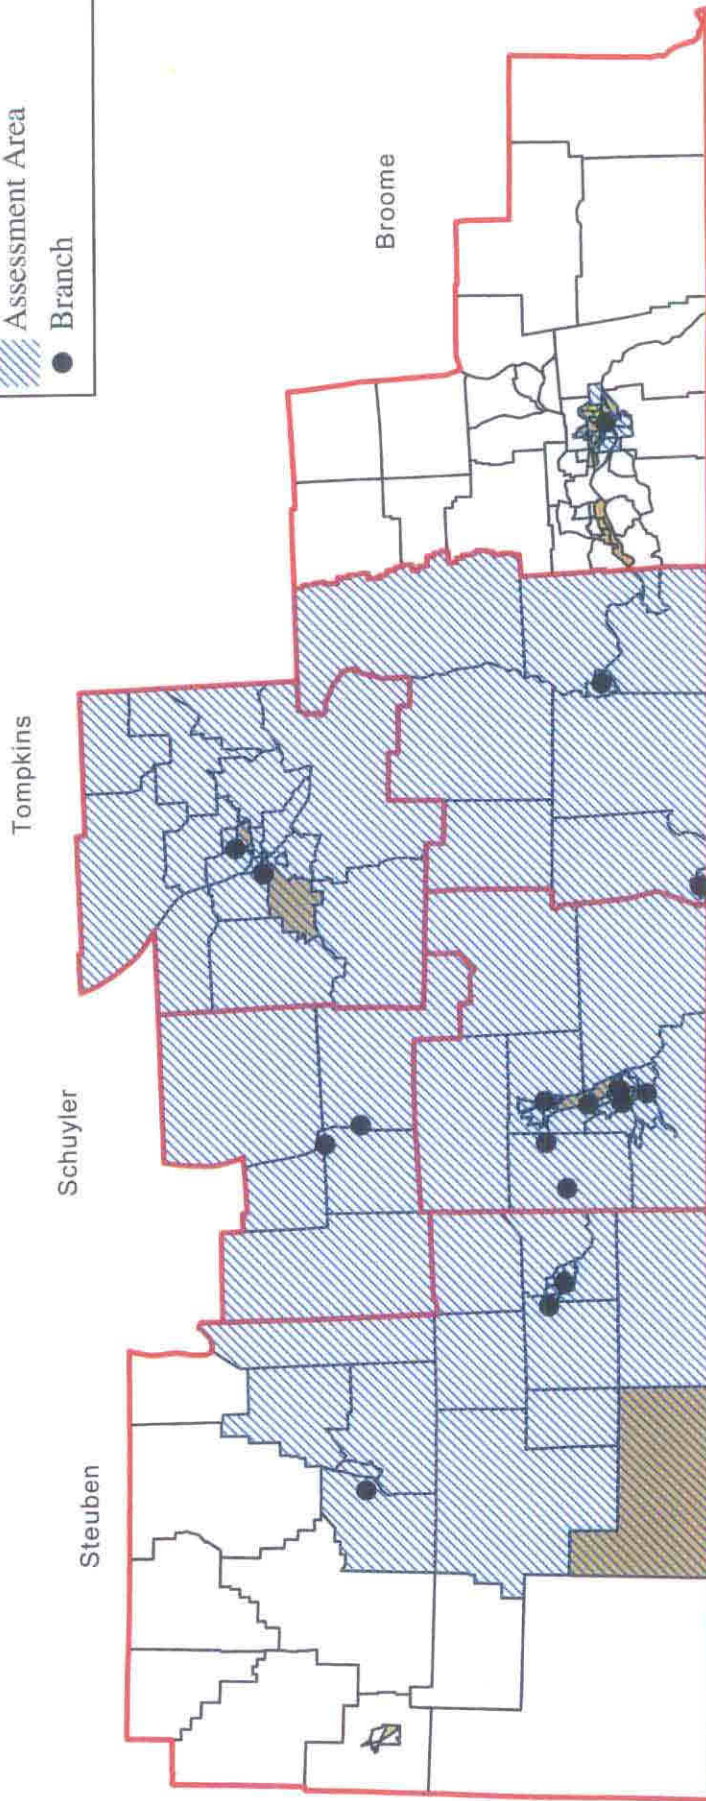 Assessment Area
Branch
Broome
Tompkins
Schuyler
Steuben